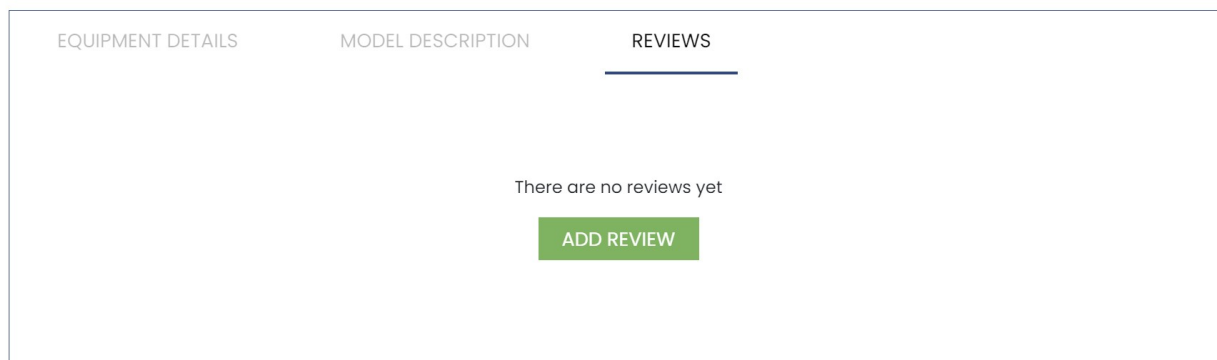 EQUIPMENT DETAILS MODEL DESCRIPTION REVIEWS
There are no reviews yet
ADD REVIEW